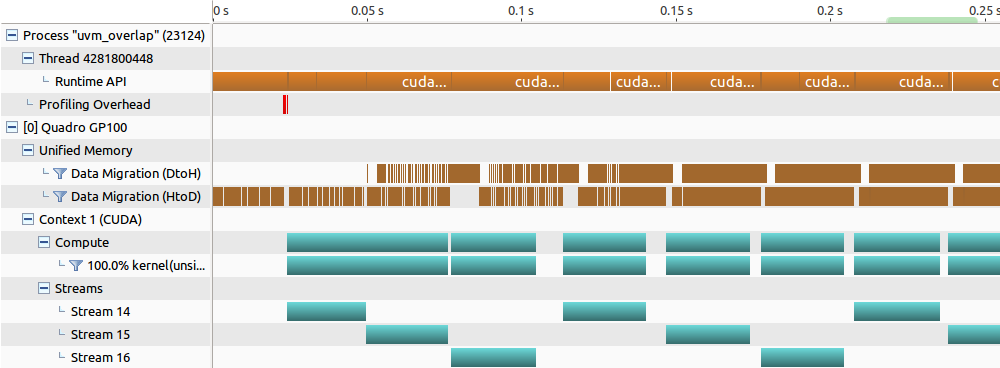 0 s 0.05 s 0.1 s 0.15 s 0.2 s 0.25 s
Process "uvm_overlap" (23124)
Thread 4281800448
Runtime API cuda... cuda... cuda... cuda... cuda... cuda... c
Profiling Overhead
[0] Quadro GP100
Unified Memory
Data Migration (DtoH)
Data Migration (HtoD)
Context 1 (CUDA)
Compute
100.0% kernel(unsi...
Streams
Stream 14
Stream 15
Stream 16